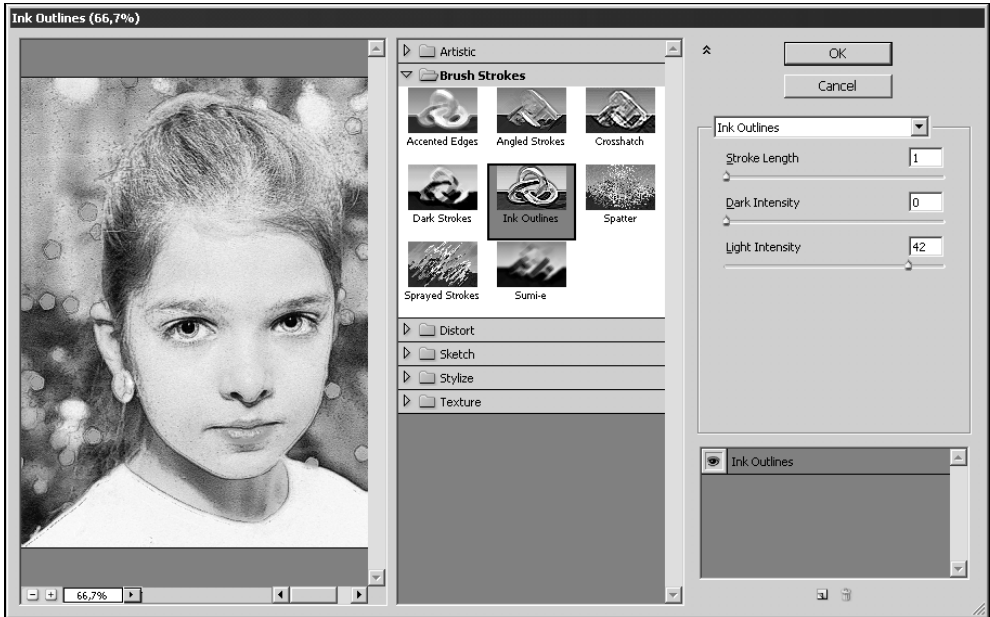 Ink Outlines (66,7%)
Artistic
Brush Strokes
Accented Edges
Angled Strokes
Crosshatch
Dark Strokes
Ink Outlines
Spatter
Sprayed Strokes
Sumi-e
Distort
Sketch
Stylize
Texture
66,7%
OK
Cancel
Ink Outlines
Stroke Length 1
Dark Intensity 0
Light Intensity 42
Ink Outlines